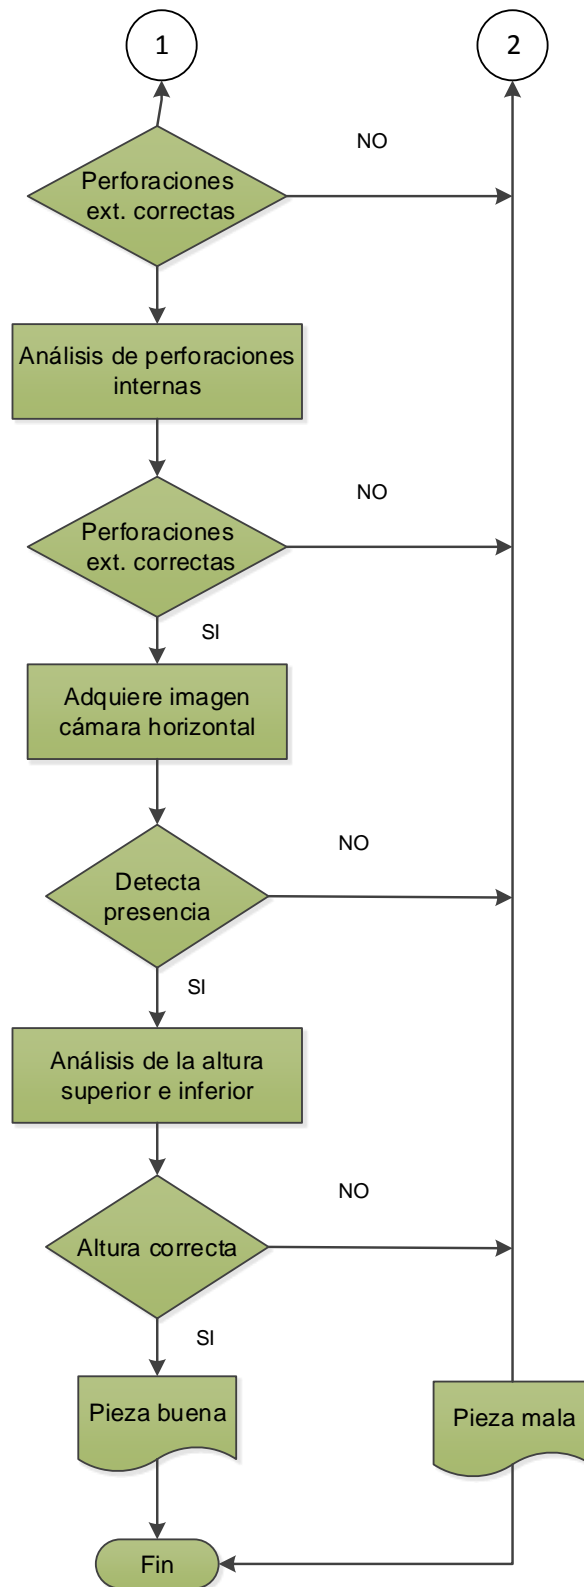 1
2
NO
Perforaciones
ext. correctas
Análisis de perforaciones
internas
NO
Perforaciones
ext. correctas
SI
Adquiere imagen
cámara horizontal
NO
Detecta
presencia
SI
Análisis de la altura
superior e inferior
NO
Altura correcta
SI
Pieza buena
Pieza mala
Fin